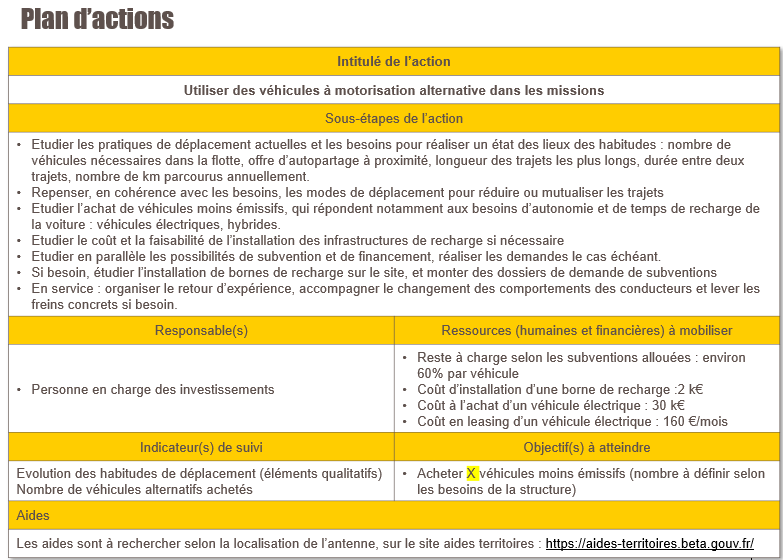 Plan d'actions
Intitulé de l'action
Utiliser des véhicules à motorisation alternative dans les missions
Sous-étapes de l'action
• Etudier les pratiques de déplacement actuelles et les besoins pour réaliser un état des lieux des habitudes : nombre de
véhicules nécessaires dans la flotte, offre d'autopartage à proximité, longueur des trajets les plus longs, durée entre deux
trajets, nombre de km parcourus annuellement.
• Repenser, en cohérence avec les besoins, les modes de déplacement pour réduire ou mutualiser les trajets
• Etudier l'achat de véhicules moins émissifs, qui répondent notamment aux besoins d'autonomie et de temps de recharge de
la voiture : véhicules électriques, hybrides.
• Etudier le coût et la faisabilité de l'installation des infrastructures de recharge si nécessaire
• Etudier en parallèle les possibilités de subvention et de financement, réaliser les demandes le cas échéant.
• Si besoin, étudier l'installation de bornes de recharge sur le site, et monter des dossiers de demande de subventions
• En service : organiser le retour d'expérience, accompagner le changement des comportements des conducteurs et lever les
freins concrets si besoin.
Responsable(s)
• Personne en charge des investissements
Ressources (humaines et financières) à mobiliser
• Reste à charge selon les subventions allouées : environ
60% par véhicule
• Coût d'installation d'une borne de recharge :2 k€
• Coût à l'achat d'un véhicule électrique : 30 k€
• Coût en leasing d'un véhicule électrique : 160 €/mois
Indicateur(s) de suivi
Evolution des habitudes de déplacement (éléments qualitatifs)
Nombre de véhicules alternatifs achetés
Objectif(s) à atteindre
• Acheter X véhicules moins émissifs (nombre à définir selon
les besoins de la structure)
Aides
Les aides sont à rechercher selon la localisation de l'antenne, sur le site aides territoires : https://aides-territoires.beta.gouv.fr/